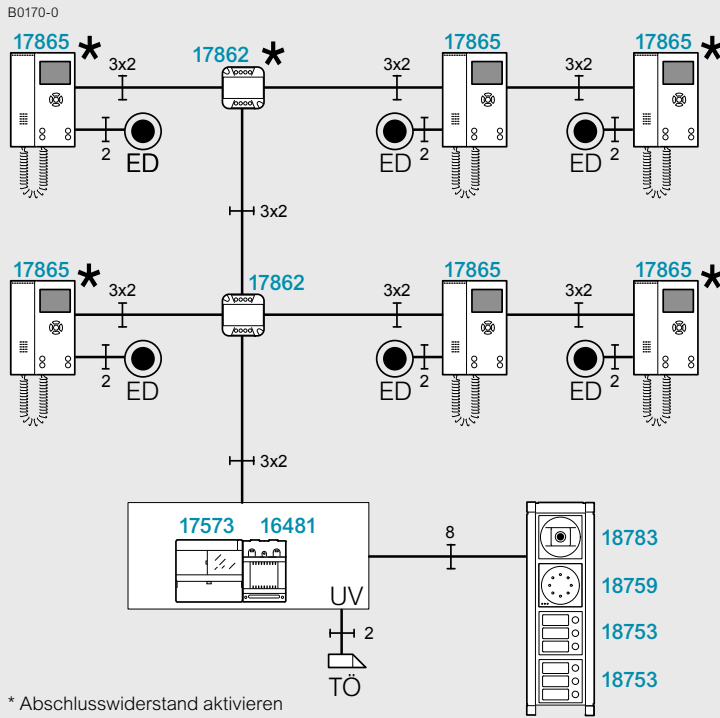 B0170-0
17865 *
17862 *
17865
17865 *
3x2
3x2
3x2
2
ED
ED
2
ED
2
3x2
17865 *
17862
17865
17865 *
3x2
3x2
3x2
2
ED
ED
2
ED
2
3x2
17573 16481
8
18783
18759
UV
18753
2
18753
TÖ
* Abschlusswiderstand aktivieren